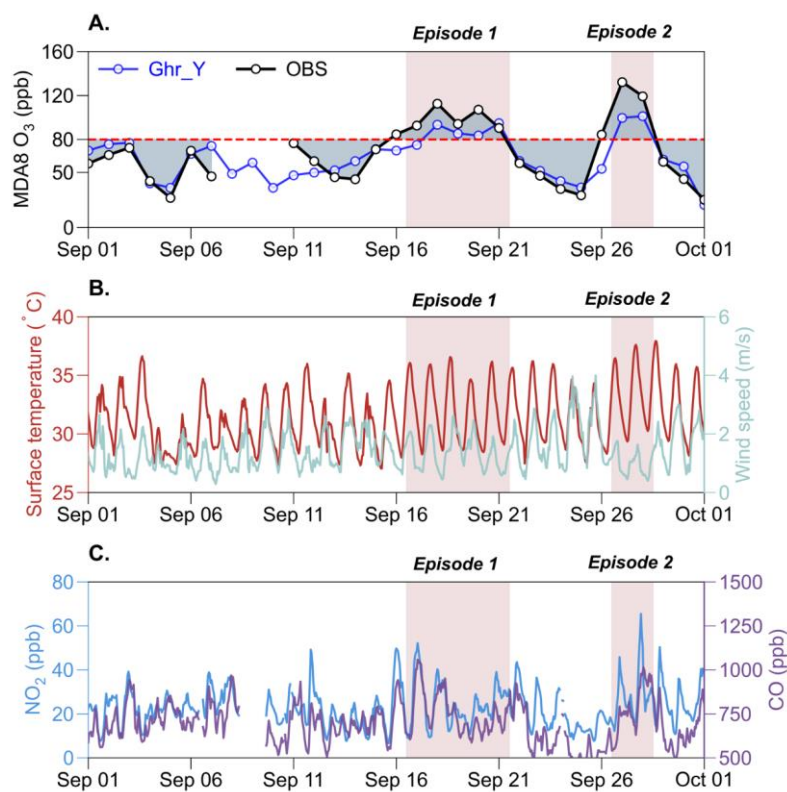 A.
Episode 1 Episode 2
160
120
80
50
0
MDA8 O3 (ppb)
Ghr_Y OBS
Sep 01 Sep 06 Sep 11 Sep 16 Sep 21 Sep 26 Oct 01
B.
Episode 1 Episode 2
40
35
30
25
Surface temperature (°C)
6
4
2
0
Wind speed (m/s)
Sep 01 Sep 06 Sep 11 Sep 16 Sep 21 Sep 26 Oct 01
C.
Episode 1 Episode 2
80
60
40
20
0
NO2 (ppb)
1500
1250
1000
750
500
CO (ppb)
Sep 01 Sep 06 Sep 11 Sep 16 Sep 21 Sep 26 Oct 01